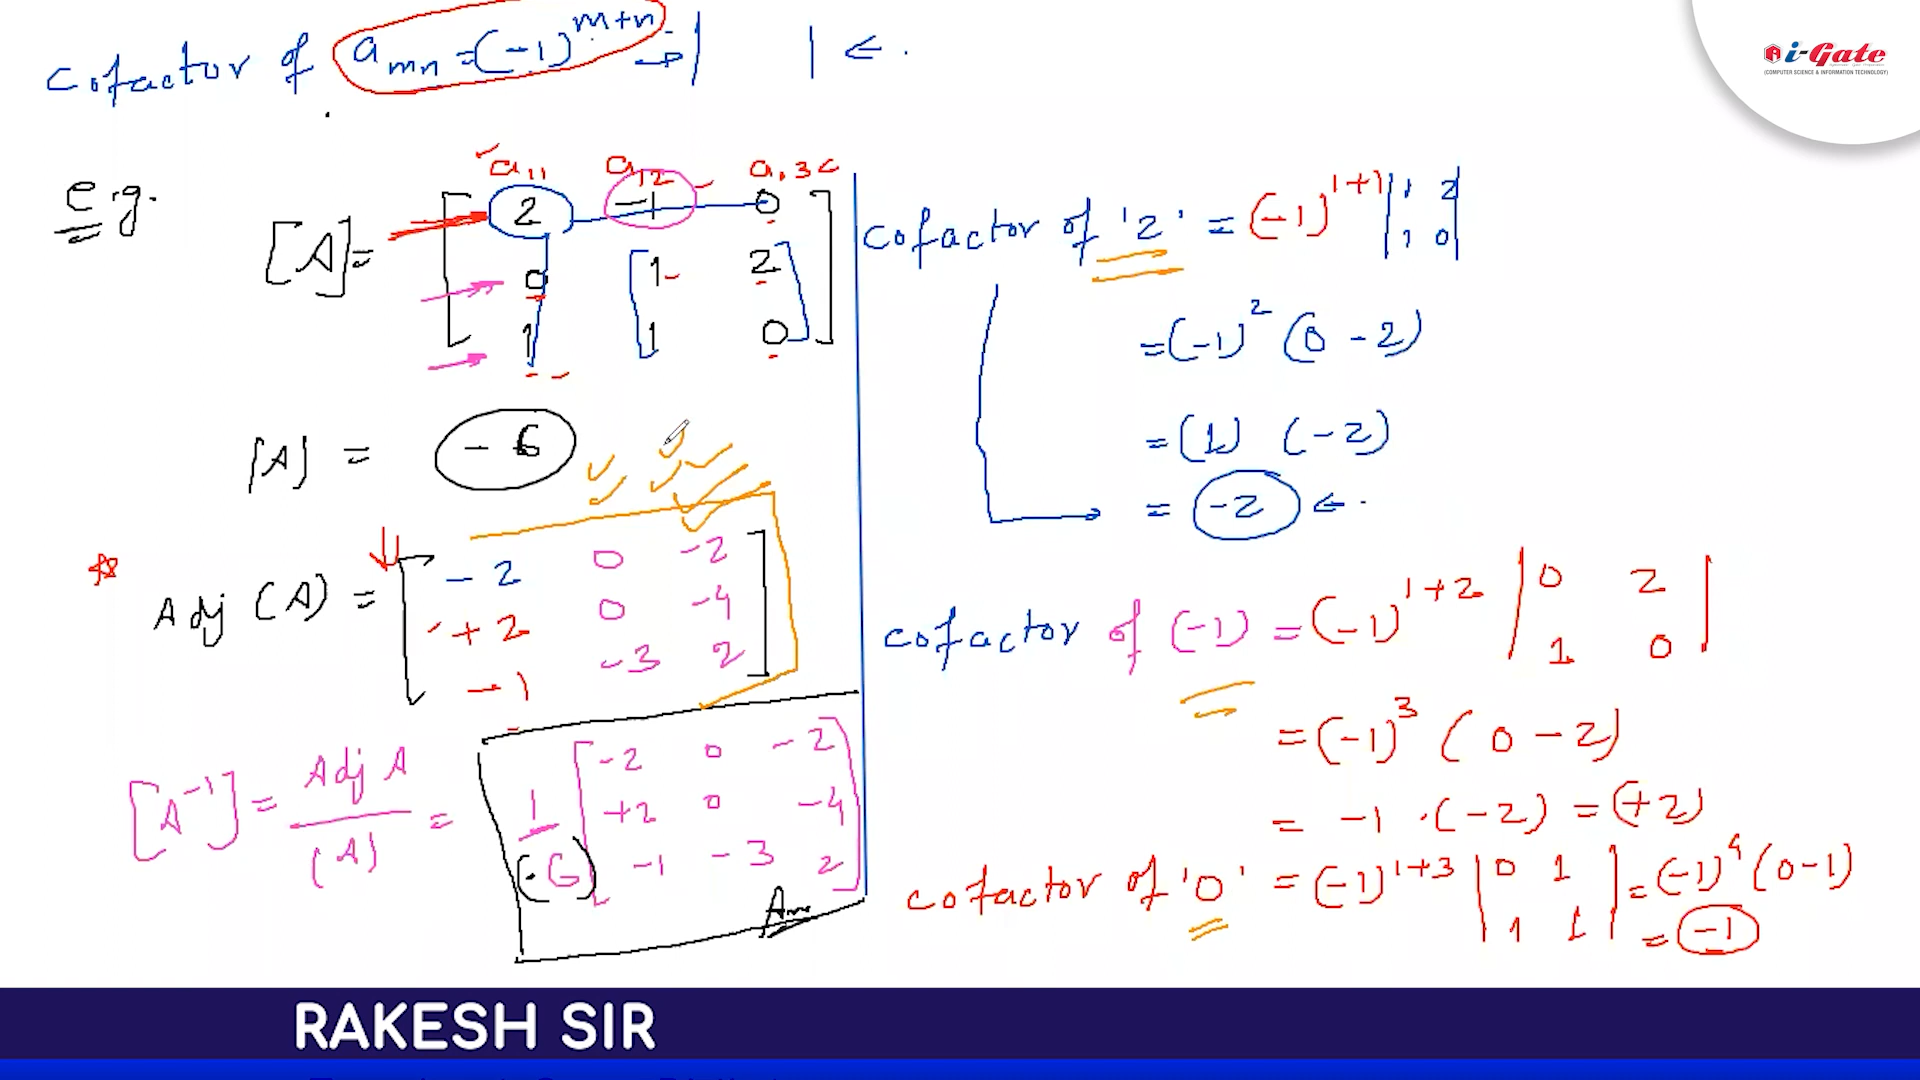 cofactor of a_mn = (-1)^(m+n) → |   | ←
i-Gate
(COMPUTER SCIENCE & INFORMATION TECHNOLOGY)
e.g.
a11 a12 a13
[A] = [ 2 -1 0
0 1 2
1 1 0 ]
|A| = -6
Adj (A) = [ -2 0 -2
+2 0 -4
-1 -3 2 ]
[A^-1] = Adj A / (A) = 1/(-6) [ -2 0 -2
+2 0 -4
-1 -3 2 ]
Ans
cofactor of '2' = (-1)^(1+1) | 1 2
1 0 |
= (-1)^2 (0 - 2)
= (1) (-2)
= -2 ←
cofactor of (-1) = (-1)^(1+2) | 0 2
1 0 |
= (-1)^3 (0 - 2)
= -1 . (-2) = (+2)
cofactor of '0' = (-1)^(1+3) | 0 1
1 1 | = (-1)^4 (0-1)
= -1
RAKESH SIR